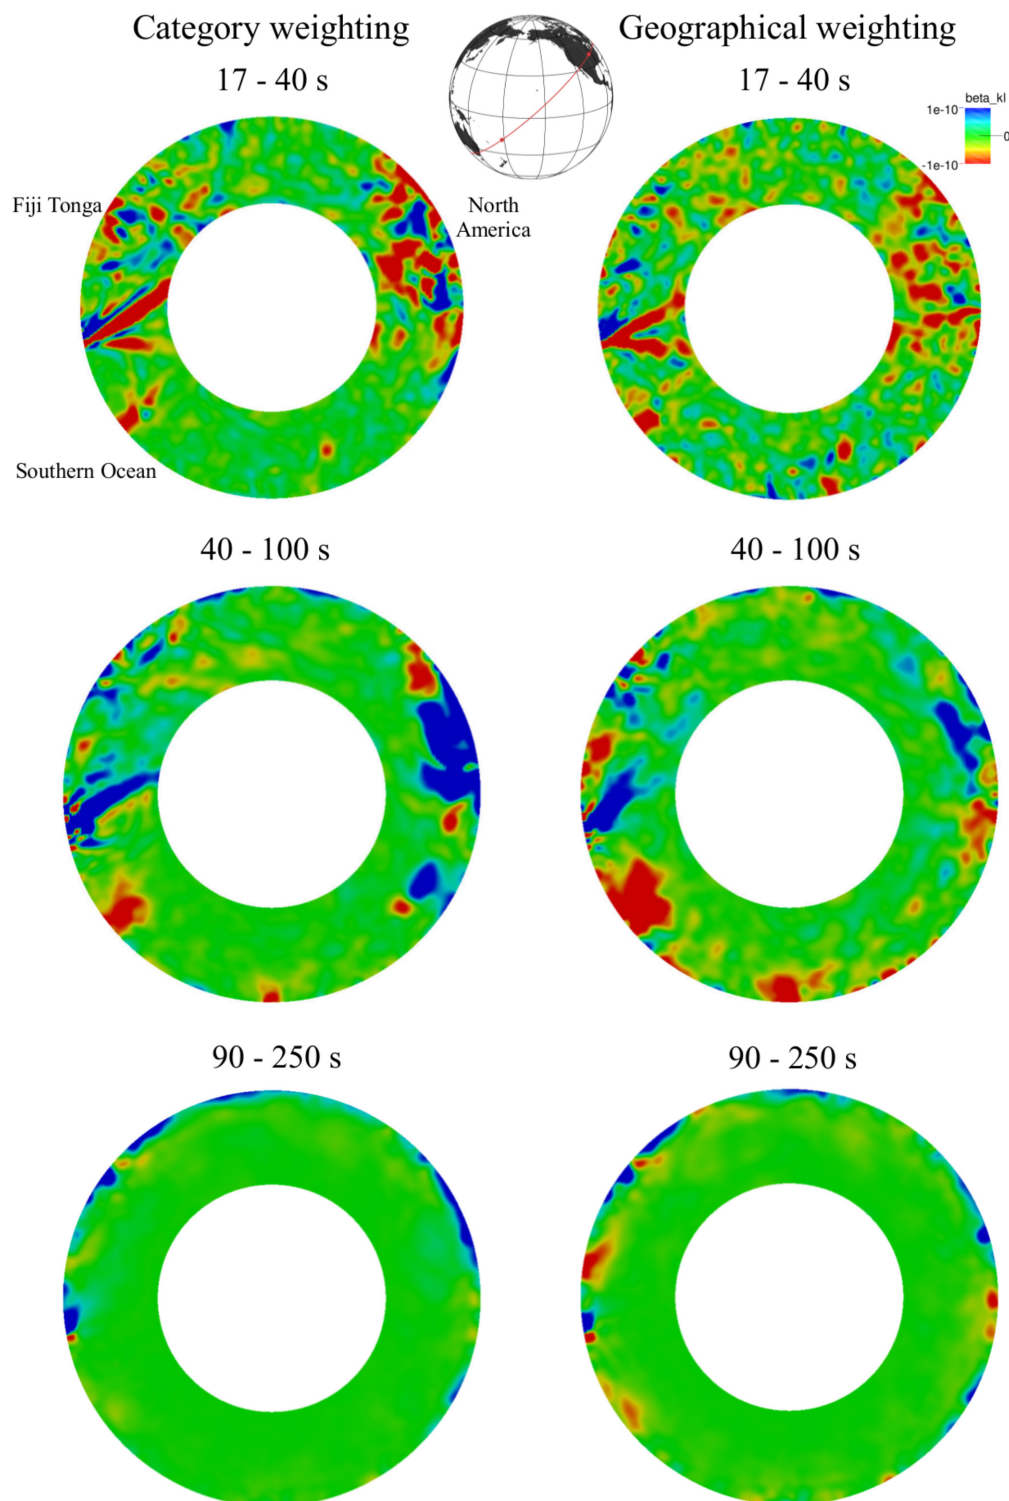 Category weighting
Geographical weighting
17 - 40 s
17 - 40 s
beta_kl
1e-10
0
-1e-10
Fiji Tonga
North
America
Southern Ocean
40 - 100 s
40 - 100 s
90 - 250 s
90 - 250 s